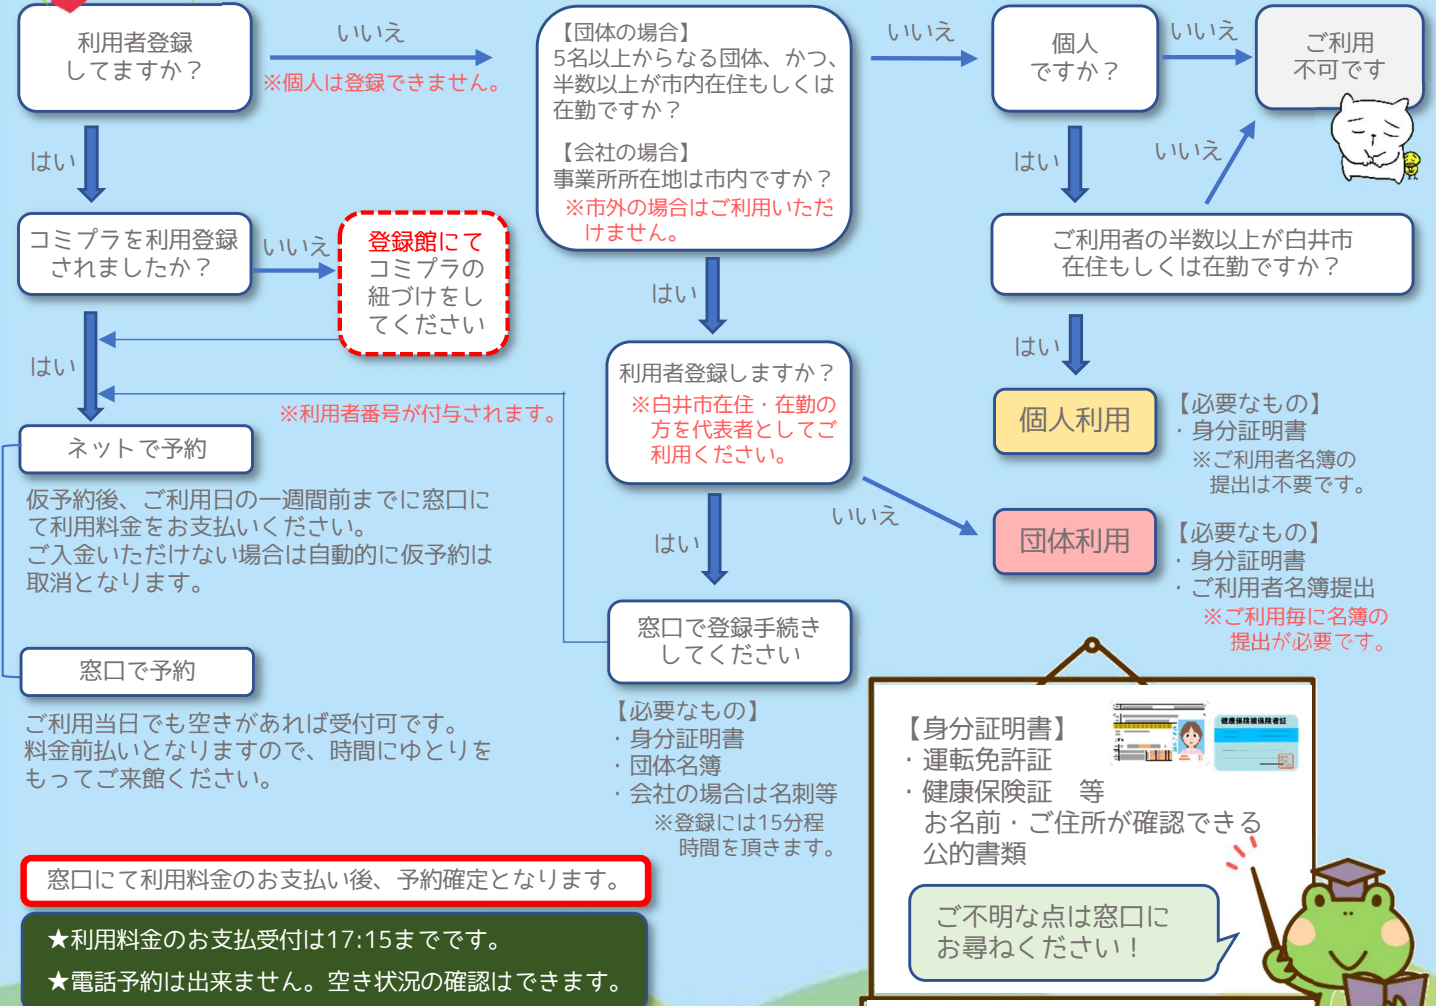 利用者登録
してますか？
いいえ
※個人は登録できません。
【団体の場合】
5名以上からなる団体、かつ、
半数以上が市内在住もしくは
在勤ですか？
【会社の場合】
事業所所在地は市内ですか？
※市外の場合はご利用いただ
けません。
いいえ
個人
ですか？
いいえ
ご利用
不可です
はい
はい
いいえ
コミプラを利用登録
されましたか？
いいえ
登録館にて
コミプラの
紐づけをし
てください
ご利用者の半数以上が白井市
在住もしくは在勤ですか？
はい
はい
はい
利用者登録しますか？
※白井市在住・在勤の
方を代表者としてご
利用ください。
※利用者番号が付与されます。
個人利用
【必要なもの】
・身分証明書
※ご利用者名簿の
提出は不要です。
ネットで予約
仮予約後、ご利用日の一週間前までに窓口に
て利用料金をお支払いください。
ご入金いただけない場合は自動的に仮予約は
取消となります。
はい
いいえ
団体利用
【必要なもの】
・身分証明書
・ご利用者名簿提出
※ご利用毎に名簿の
提出が必要です。
窓口で登録手続き
してください
【必要なもの】
・身分証明書
・団体名簿
・会社の場合は名刺等
※登録には15分程
時間を頂きます。
窓口で予約
ご利用当日でも空きがあれば受付可です。
料金前払いとなりますので、時間にゆとりを
もってご来館ください。
【身分証明書】
・運転免許証
・健康保険証　等
お名前・ご住所が確認できる
公的書類
健康保険被保険者証
ご不明な点は窓口に
お尋ねください！
窓口にて利用料金のお支払い後、予約確定となります。
★利用料金のお支払受付は17:15までです。
★電話予約は出来ません。空き状況の確認はできます。